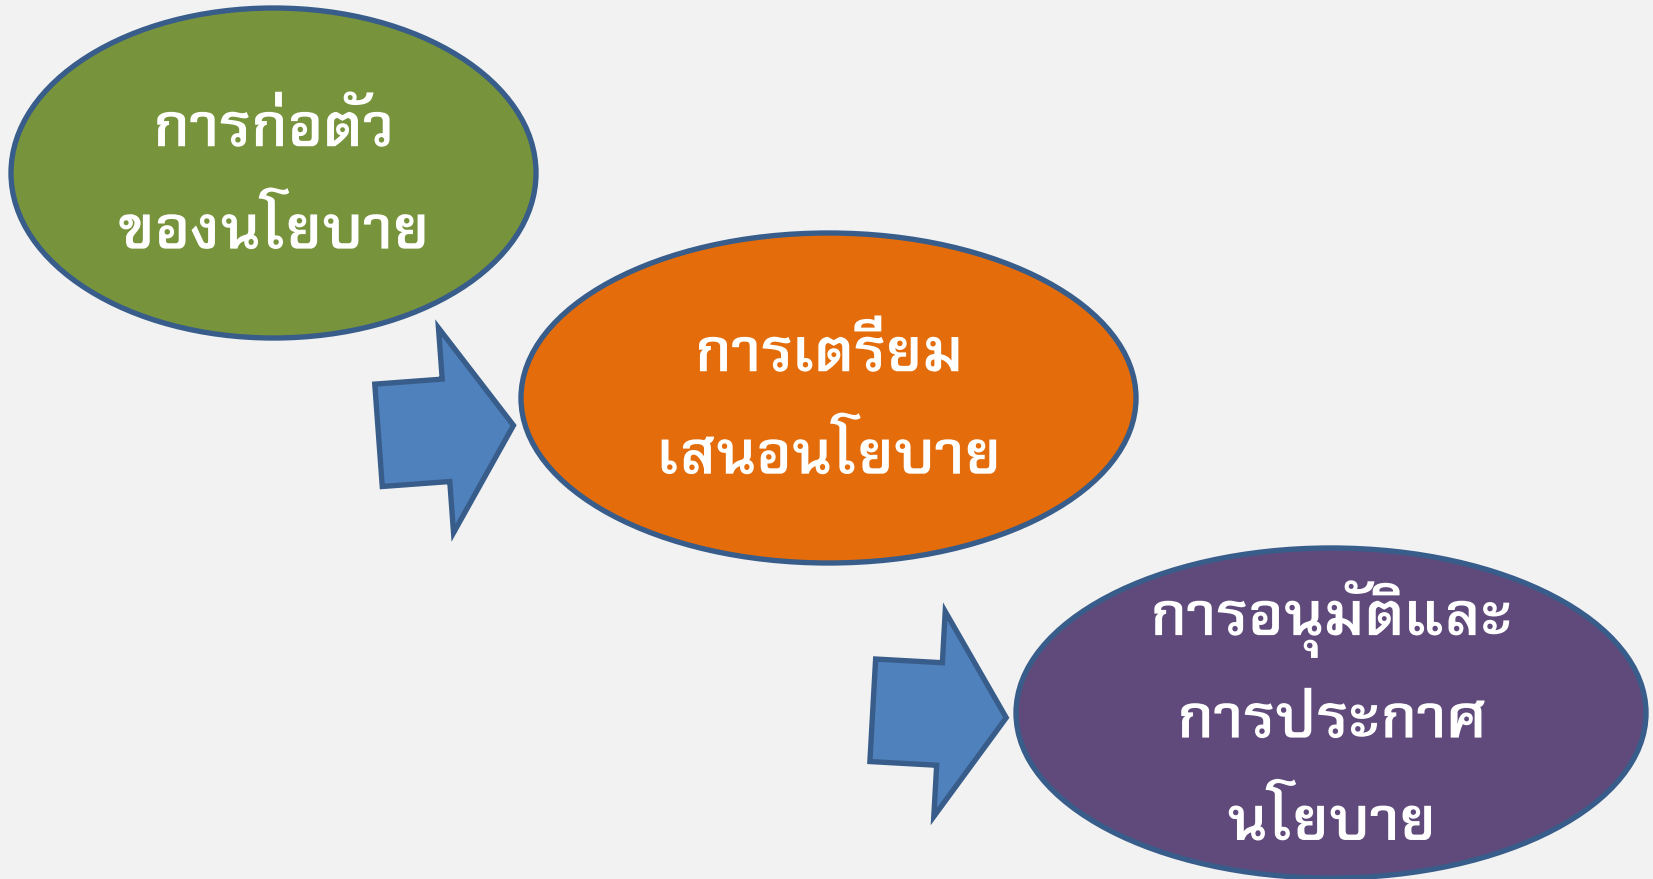 การก่อตัว
ของนโยบาย
การเตรียม
เสนอนโยบาย
การอนุมัติและ
การประกาศ
นโยบาย